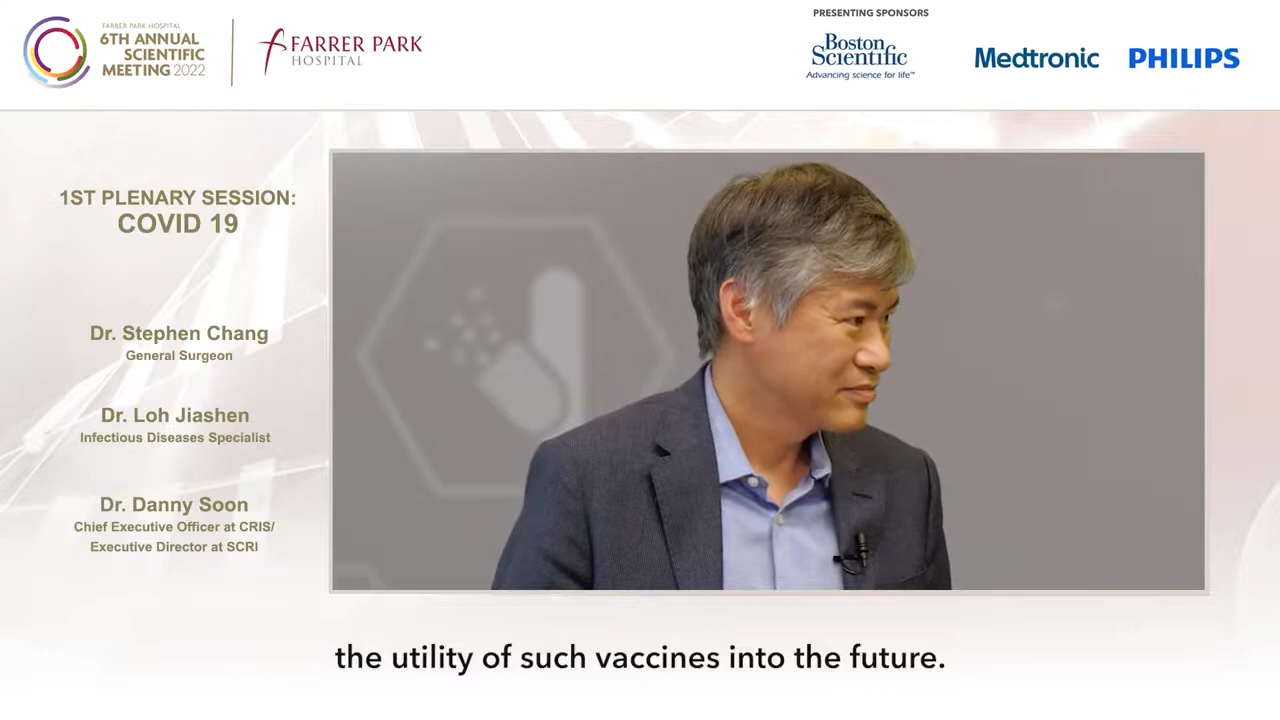 FARRER PARK HOSPITAL
6TH ANNUAL
SCIENTIFIC
MEETING 2022
FARRER PARK
HOSPITAL
PRESENTING SPONSORS
Boston
Scientific
Advancing science for life™
Medtronic
PHILIPS
1ST PLENARY SESSION:
COVID 19
Dr. Stephen Chang
General Surgeon
Dr. Loh Jiashen
Infectious Diseases Specialist
Dr. Danny Soon
Chief Executive Officer at CRIS/
Executive Director at SCRI
the utility of such vaccines into the future.